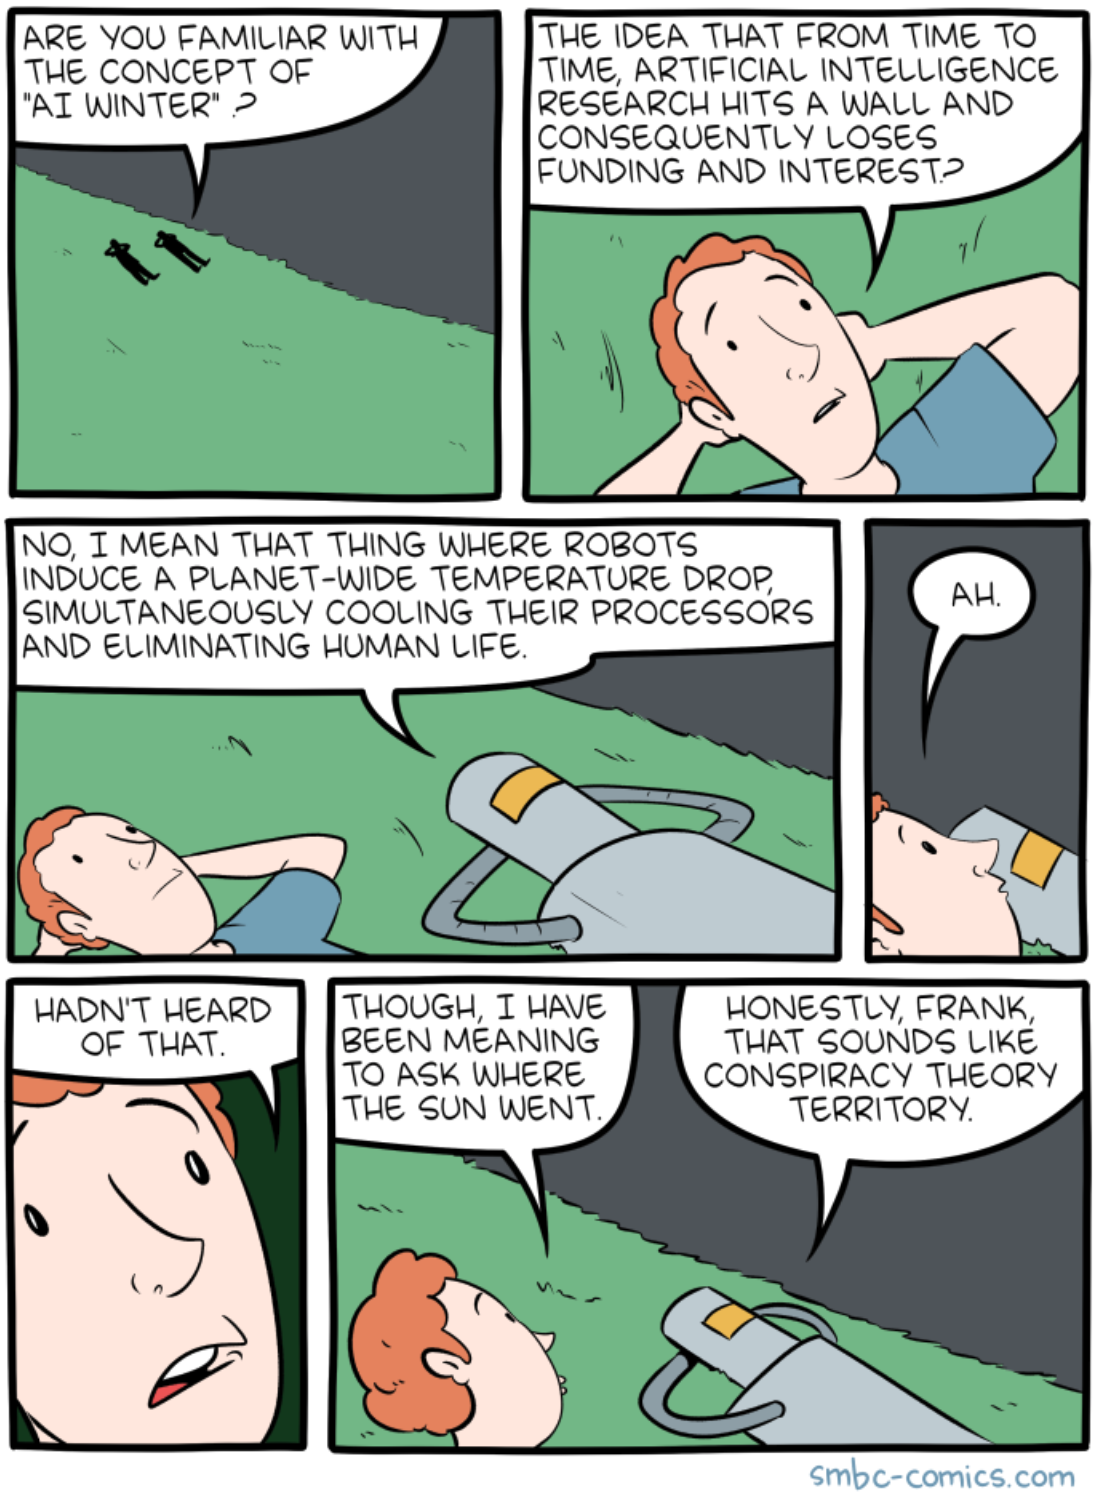 ARE YOU FAMILIAR WITH
THE CONCEPT OF
"AI WINTER" ?
THE IDEA THAT FROM TIME TO
TIME, ARTIFICIAL INTELLIGENCE
RESEARCH HITS A WALL AND
CONSEQUENTLY LOSES
FUNDING AND INTEREST?
NO, I MEAN THAT THING WHERE ROBOTS
INDUCE A PLANET-WIDE TEMPERATURE DROP,
SIMULTANEOUSLY COOLING THEIR PROCESSORS
AND ELIMINATING HUMAN LIFE.
AH.
HADN'T HEARD
OF THAT.
THOUGH, I HAVE
BEEN MEANING
TO ASK WHERE
THE SUN WENT.
HONESTLY, FRANK,
THAT SOUNDS LIKE
CONSPIRACY THEORY
TERRITORY.
smbc-comics.com